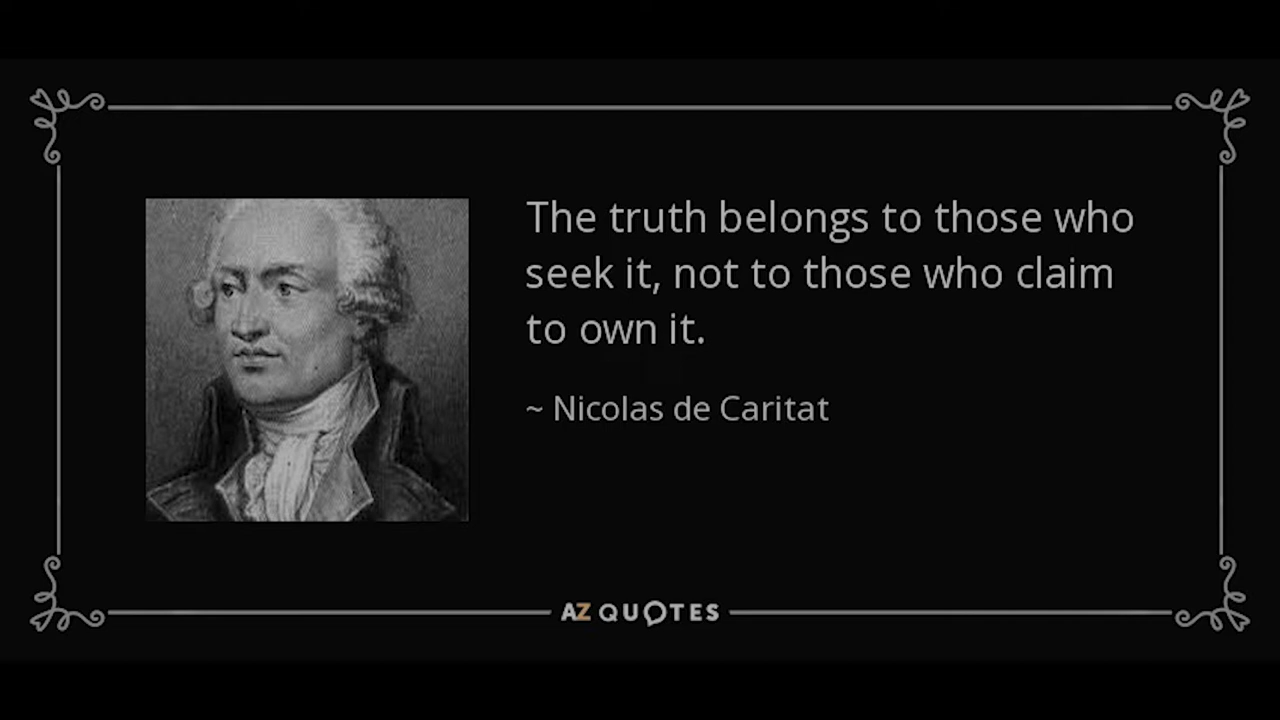 The truth belongs to those who
seek it, not to those who claim
to own it.
~ Nicolas de Caritat
AZ QUOTES